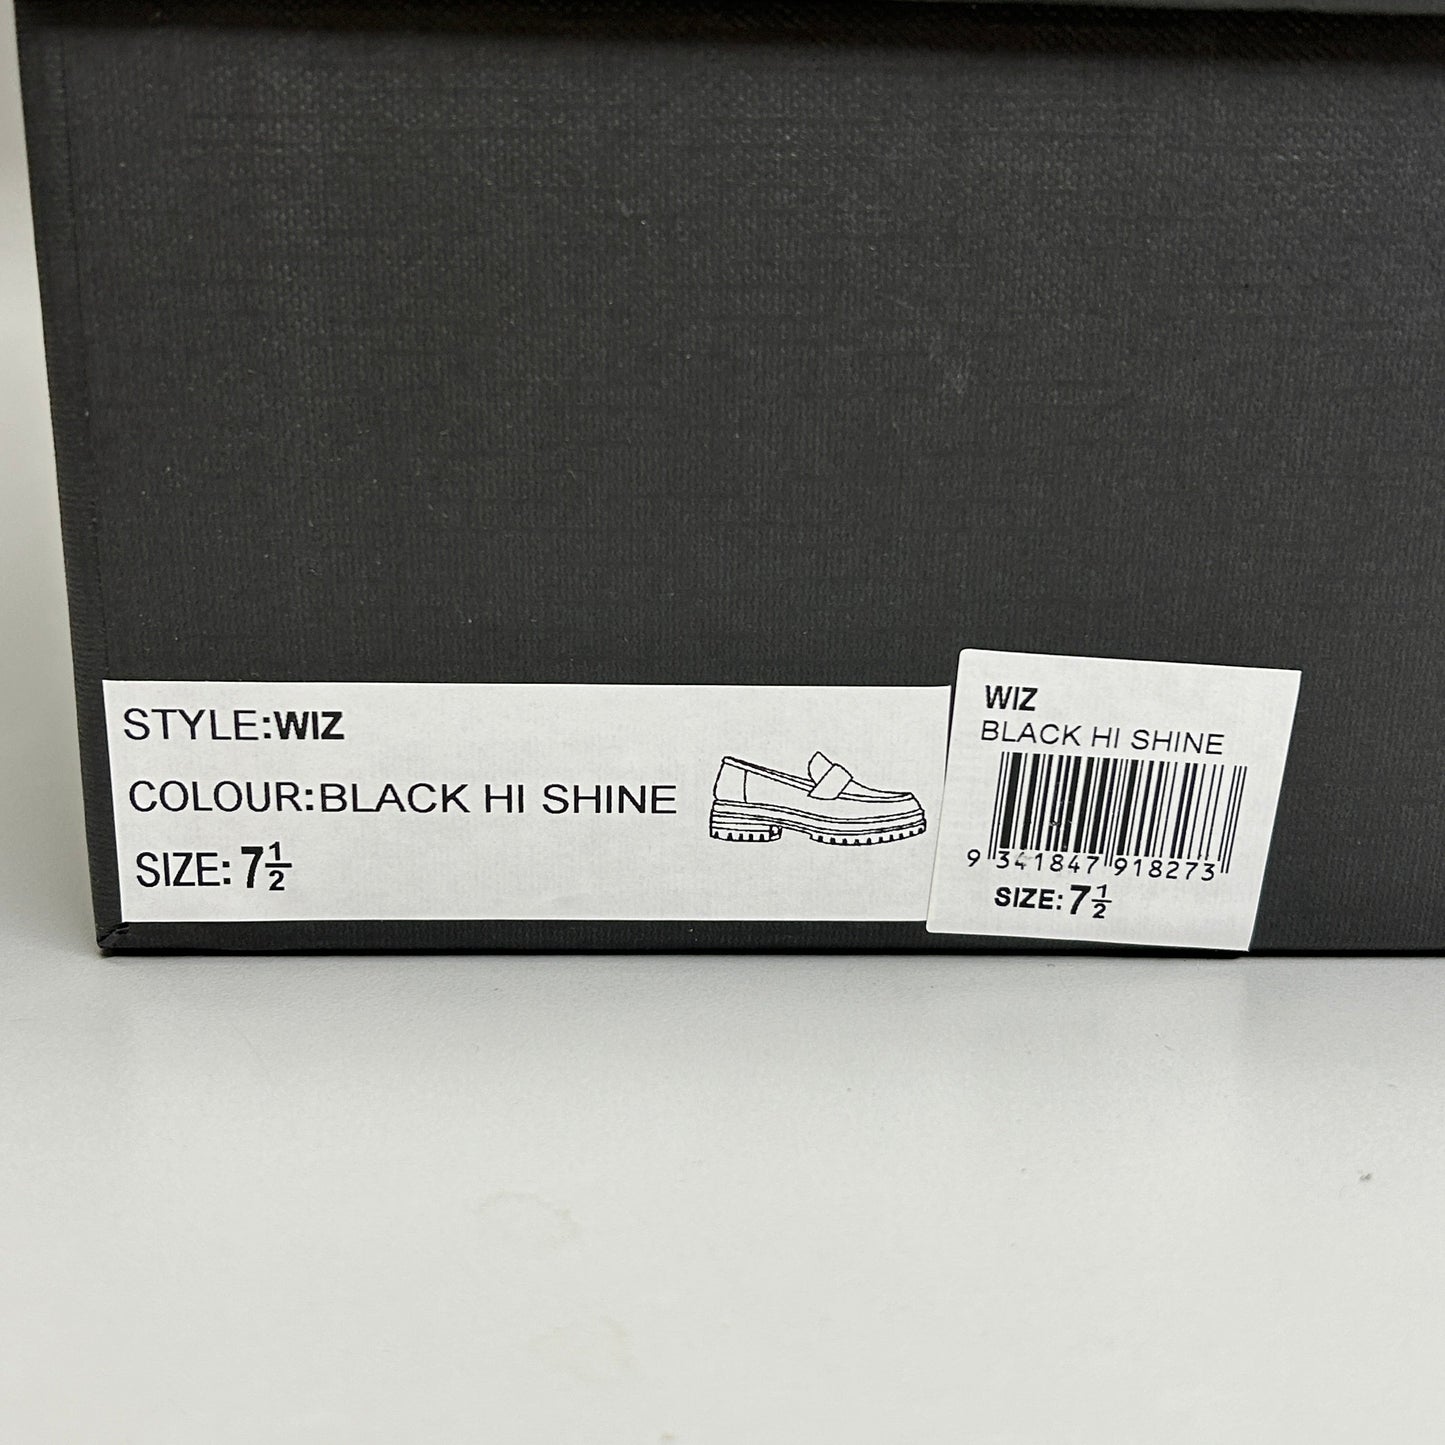 STYLE:WIZ
COLOUR:BLACK HI SHINE
SIZE: 7½
WIZ
BLACK HI SHINE
9 341847 918273
SIZE: 7½